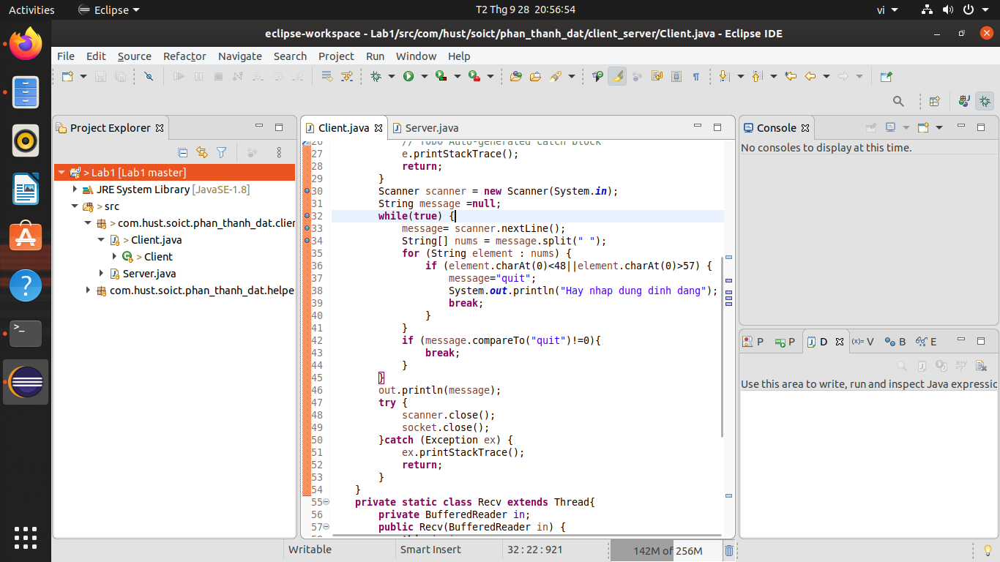 Activities Eclipse T2 Thg 9 28 20:56:54 vi
eclipse-workspace - Lab1/src/com/hust/soict/phan_thanh_dat/client_server/Client.java - Eclipse IDE
File Edit Source Refactor Navigate Search Project Run Window Help
Project Explorer
> Lab1 [Lab1 master]
JRE System Library [JavaSE-1.8]
> src
> com.hust.soict.phan_thanh_dat.clien
> Client.java
> Client
Server.java
com.hust.soict.phan_thanh_dat.helpe
Client.java Server.java
26 // TODO Auto-generated catch block
27 e.printStackTrace();
28 return;
29 }
30 Scanner scanner = new Scanner(System.in);
31 String message =null;
32 while(true) {
33 message= scanner.nextLine();
34 String[] nums = message.split(" ");
35 for (String element : nums) {
36 if (element.charAt(0)<48||element.charAt(0)>57) {
37 message="quit";
38 System.out.println("Hay nhap dung dinh dang");
39 break;
40 }
41 }
42 if (message.compareTo("quit")!=0){
43 break;
44 }
45 }
46 out.println(message);
47 try {
48 scanner.close();
49 socket.close();
50 }catch (Exception ex) {
51 ex.printStackTrace();
52 return;
53 }
54 }
55 private static class Recv extends Thread{
56 private BufferedReader in;
57 public Recv(BufferedReader in) {
Console
No consoles to display at this time.
P P D (x)= V B E
Use this area to write, run and inspect Java expressio
Writable Smart Insert 32 : 22 : 921 142M of 256M